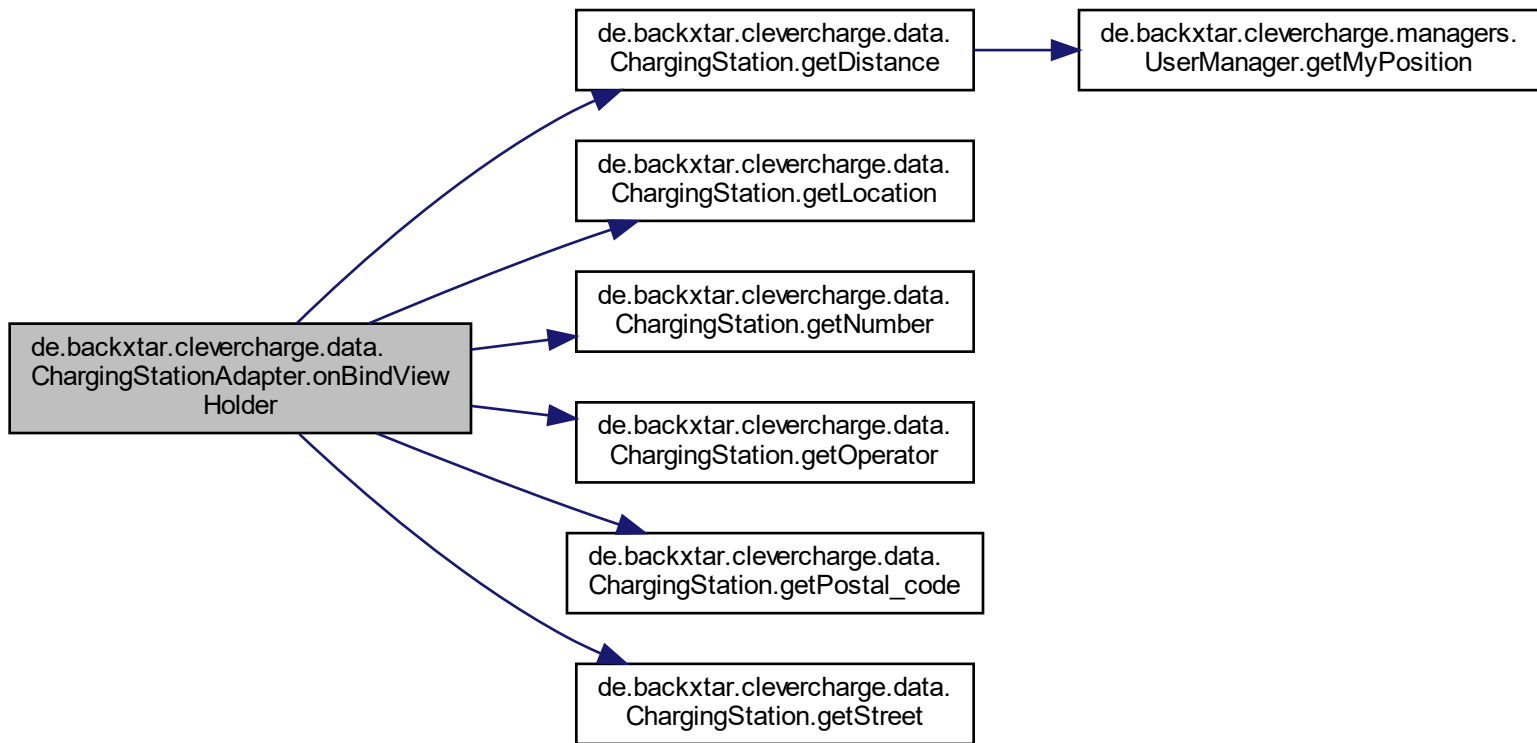 de.backxtar.clevercharge.data.
ChargingStation.getDistance
de.backxtar.clevercharge.managers.
UserManager.getMyPosition
de.backxtar.clevercharge.data.
ChargingStation.getLocation
de.backxtar.clevercharge.data.
ChargingStation.getNumber
de.backxtar.clevercharge.data.
ChargingStationAdapter.onBindView
Holder
de.backxtar.clevercharge.data.
ChargingStation.getOperator
de.backxtar.clevercharge.data.
ChargingStation.getPostal_code
de.backxtar.clevercharge.data.
ChargingStation.getStreet